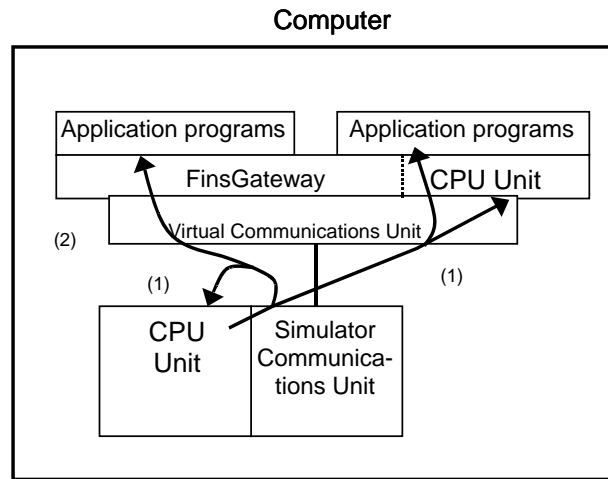 Computer
Application programs
Application programs
FinsGateway
CPU Unit
Virtual Communications Unit
(2)
(1)
(1)
CPU
Unit
Simulator
Communica-
tions Unit